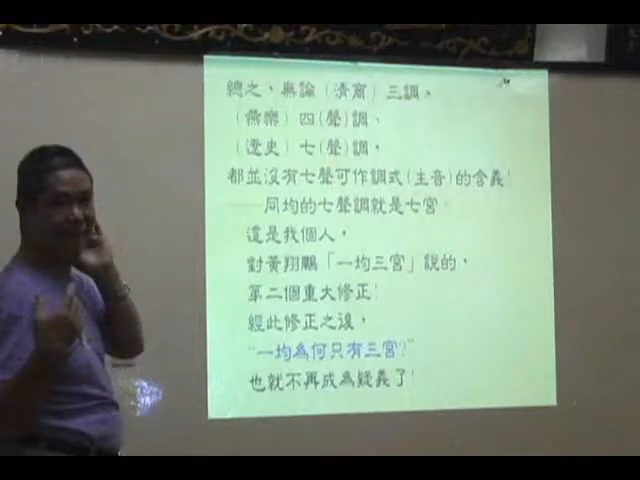 總之，無論（清商）三調、
（燕樂）四（聲）調、
（遼史）七（聲）調，
都並沒有七聲可作調式（主音）的含義！
——同均的七聲調就是七宮。
這是我個人，
對黃翔鵬「一均三宮」說的，
第二個重大修正！
經此修正之後，
“一均為何只有三宮？”
也就不再成為疑義了！